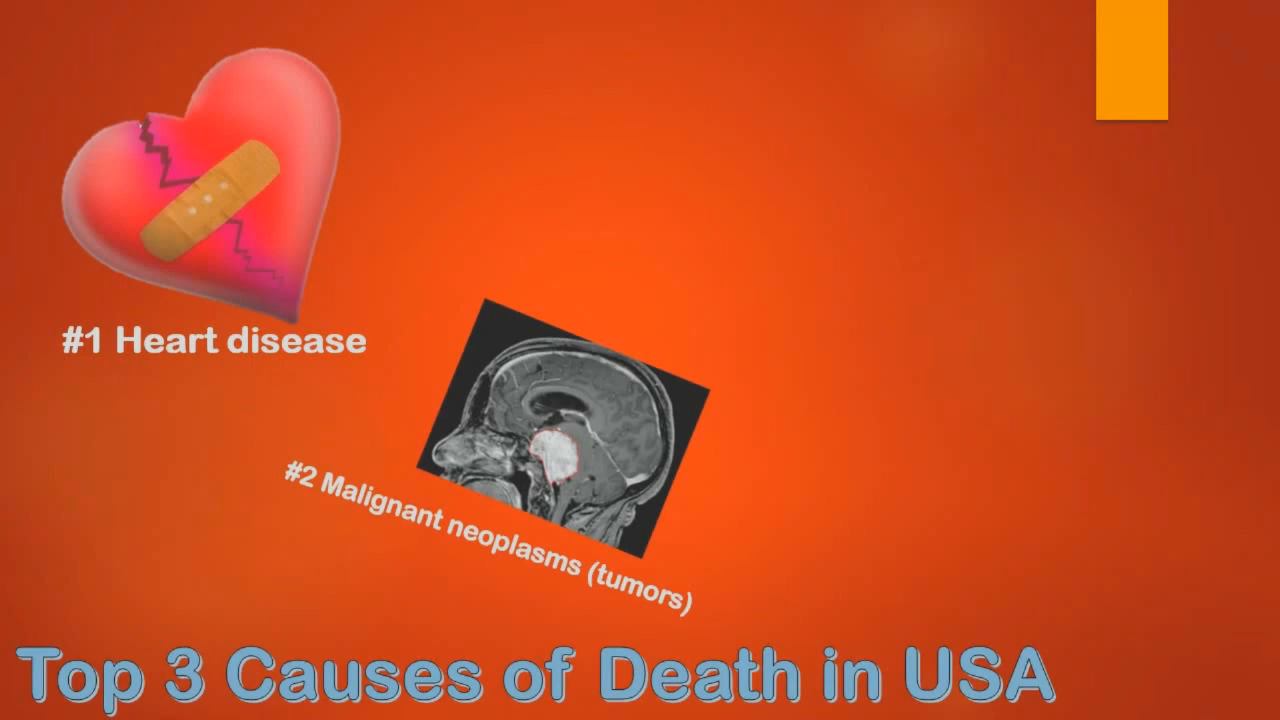 #1 Heart disease
#2 Malignant neoplasms (tumors)
Top 3 Causes of Death in USA